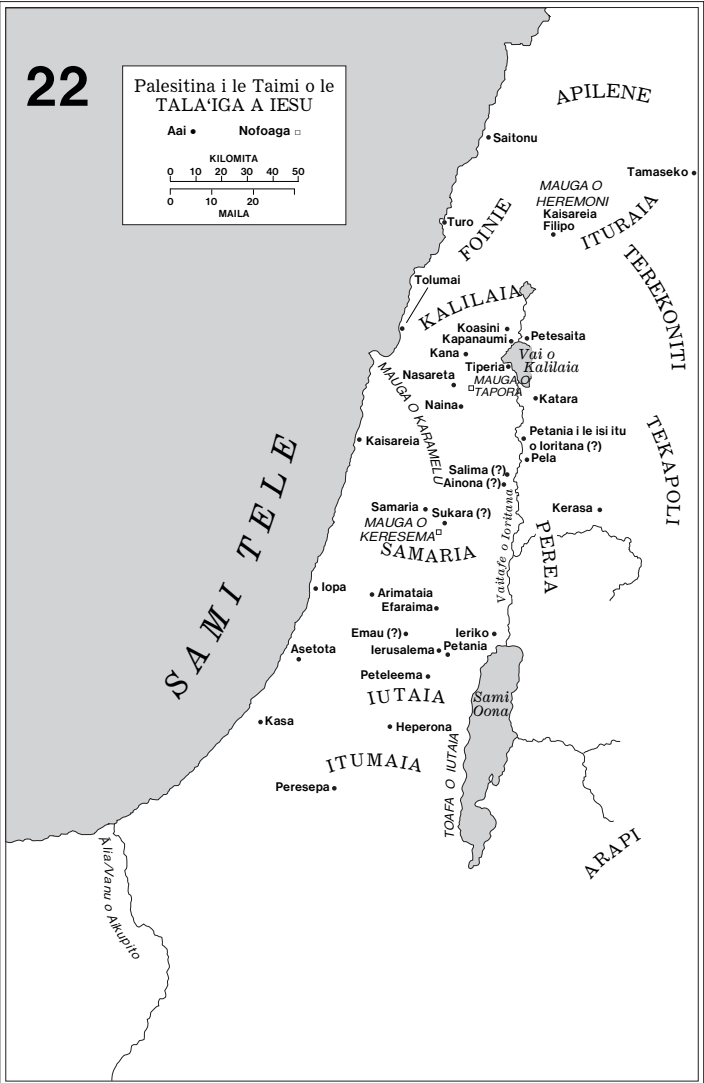 22
Palesitina i le Taimi o le
TALA‘IGA A IESU
Aai
Nofoaga
KILOMITA
0 10 20 30 40 50
0 10 20
MAILA
APILENE
Saitonu
Tamaseko
MAUGA O
HEREMONI
Kaisareia
Filipo
ITURAIA
Turo
FOINIE
TEREKONITI
Tolumai
KALILAIA
Koasini
Kapanaumi
Petesaita
Kana
Vai o
Kalilaia
Tiperia
Nasareta
MAUGA O
TAPORA
MAUGA O KARAMELU
Katara
Naina
Petania i le isi itu
o Ioritana (?)
Kaisareia
Pela
TEKAPOLI
Salima (?)
Ainona (?)
SAMI TELE
Samaria
Sukara (?)
Kerasa
MAUGA O
KERESEMA
SAMARIA
Vaitafe o Ioritana
PEREA
Iopa
Arimataia
Efaraima
Emau (?)
Ieriko
Ierusalema
Petania
Asetota
Peteleema
IUTAIA
Sami
Oona
Kasa
Heperona
ITUMAIA
TOAFA O IUTAIA
Peresepa
ARAPI
Alia/Vanu o Aikupito